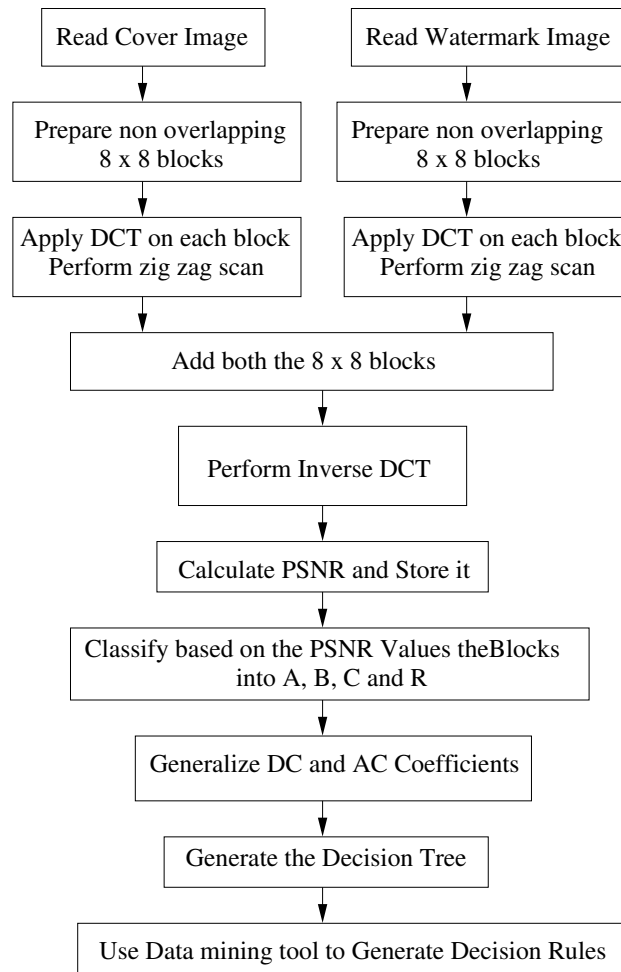 Read Cover Image
Read Watermark Image
Prepare non overlapping
8 x 8 blocks
Prepare non overlapping
8 x 8 blocks
Apply DCT on each block
Perform zig zag scan
Apply DCT on each block
Perform zig zag scan
Add both the 8 x 8 blocks
Perform Inverse DCT
Calculate PSNR and Store it
Classify based on the PSNR Values theBlocks
into A, B, C and R
Generalize DC and AC Coefficients
Generate the Decision Tree
Use Data mining tool to Generate Decision Rules